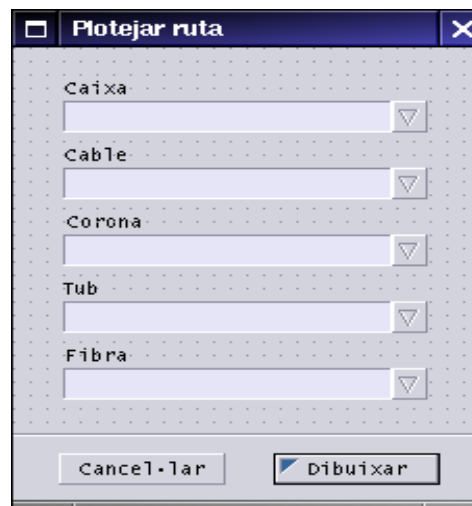 Plotejar ruta
Caixa
Cable
Corona
Tub
Fibra
Cancel·lar
Dibuixar